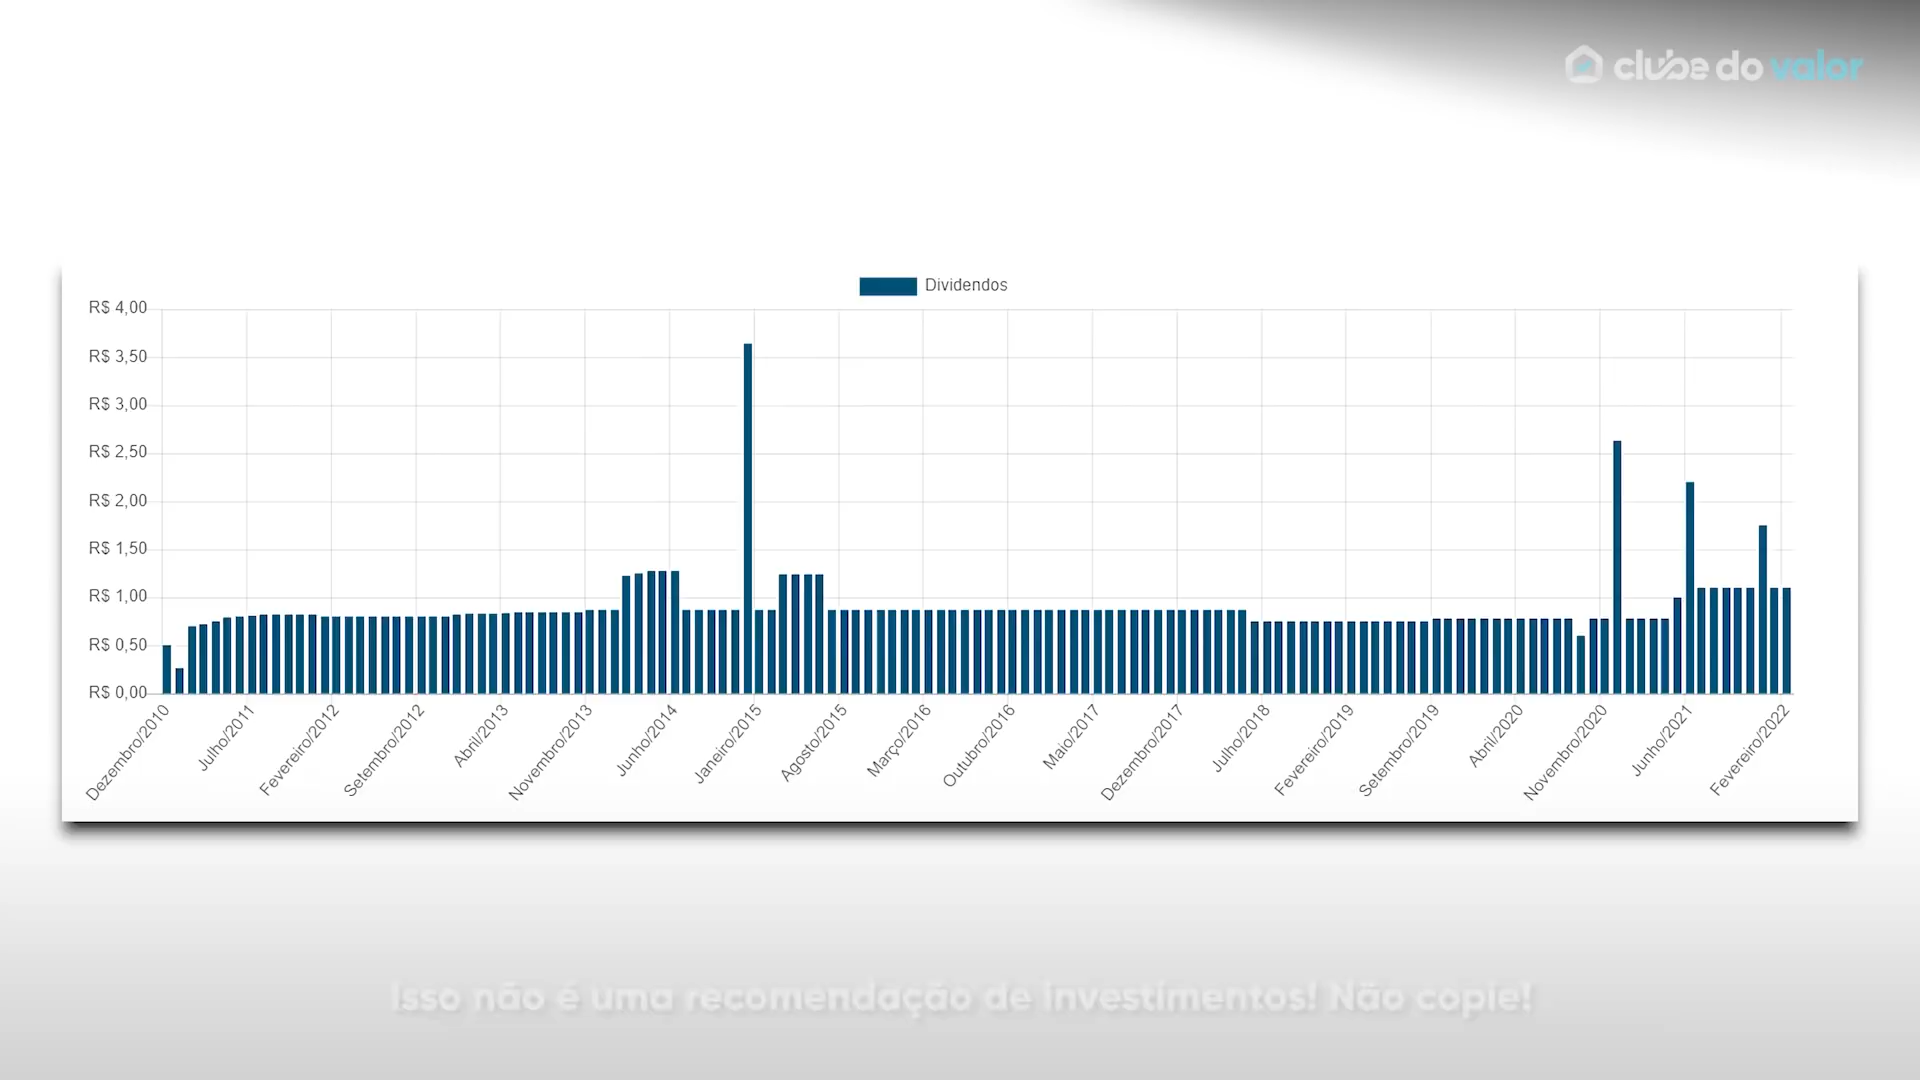 clube do valor
Dividendos
R$ 4,00
R$ 3,50
R$ 3,00
R$ 2,50
R$ 2,00
R$ 1,50
R$ 1,00
R$ 0,50
R$ 0,00
Dezembro/2010
Julho/2011
Fevereiro/2012
Setembro/2012
Abril/2013
Novembro/2013
Junho/2014
Janeiro/2015
Agosto/2015
Março/2016
Outubro/2016
Maio/2017
Dezembro/2017
Julho/2018
Fevereiro/2019
Setembro/2019
Abril/2020
Novembro/2020
Junho/2021
Fevereiro/2022
Isso não é uma recomendação de investimentos! Não copie!